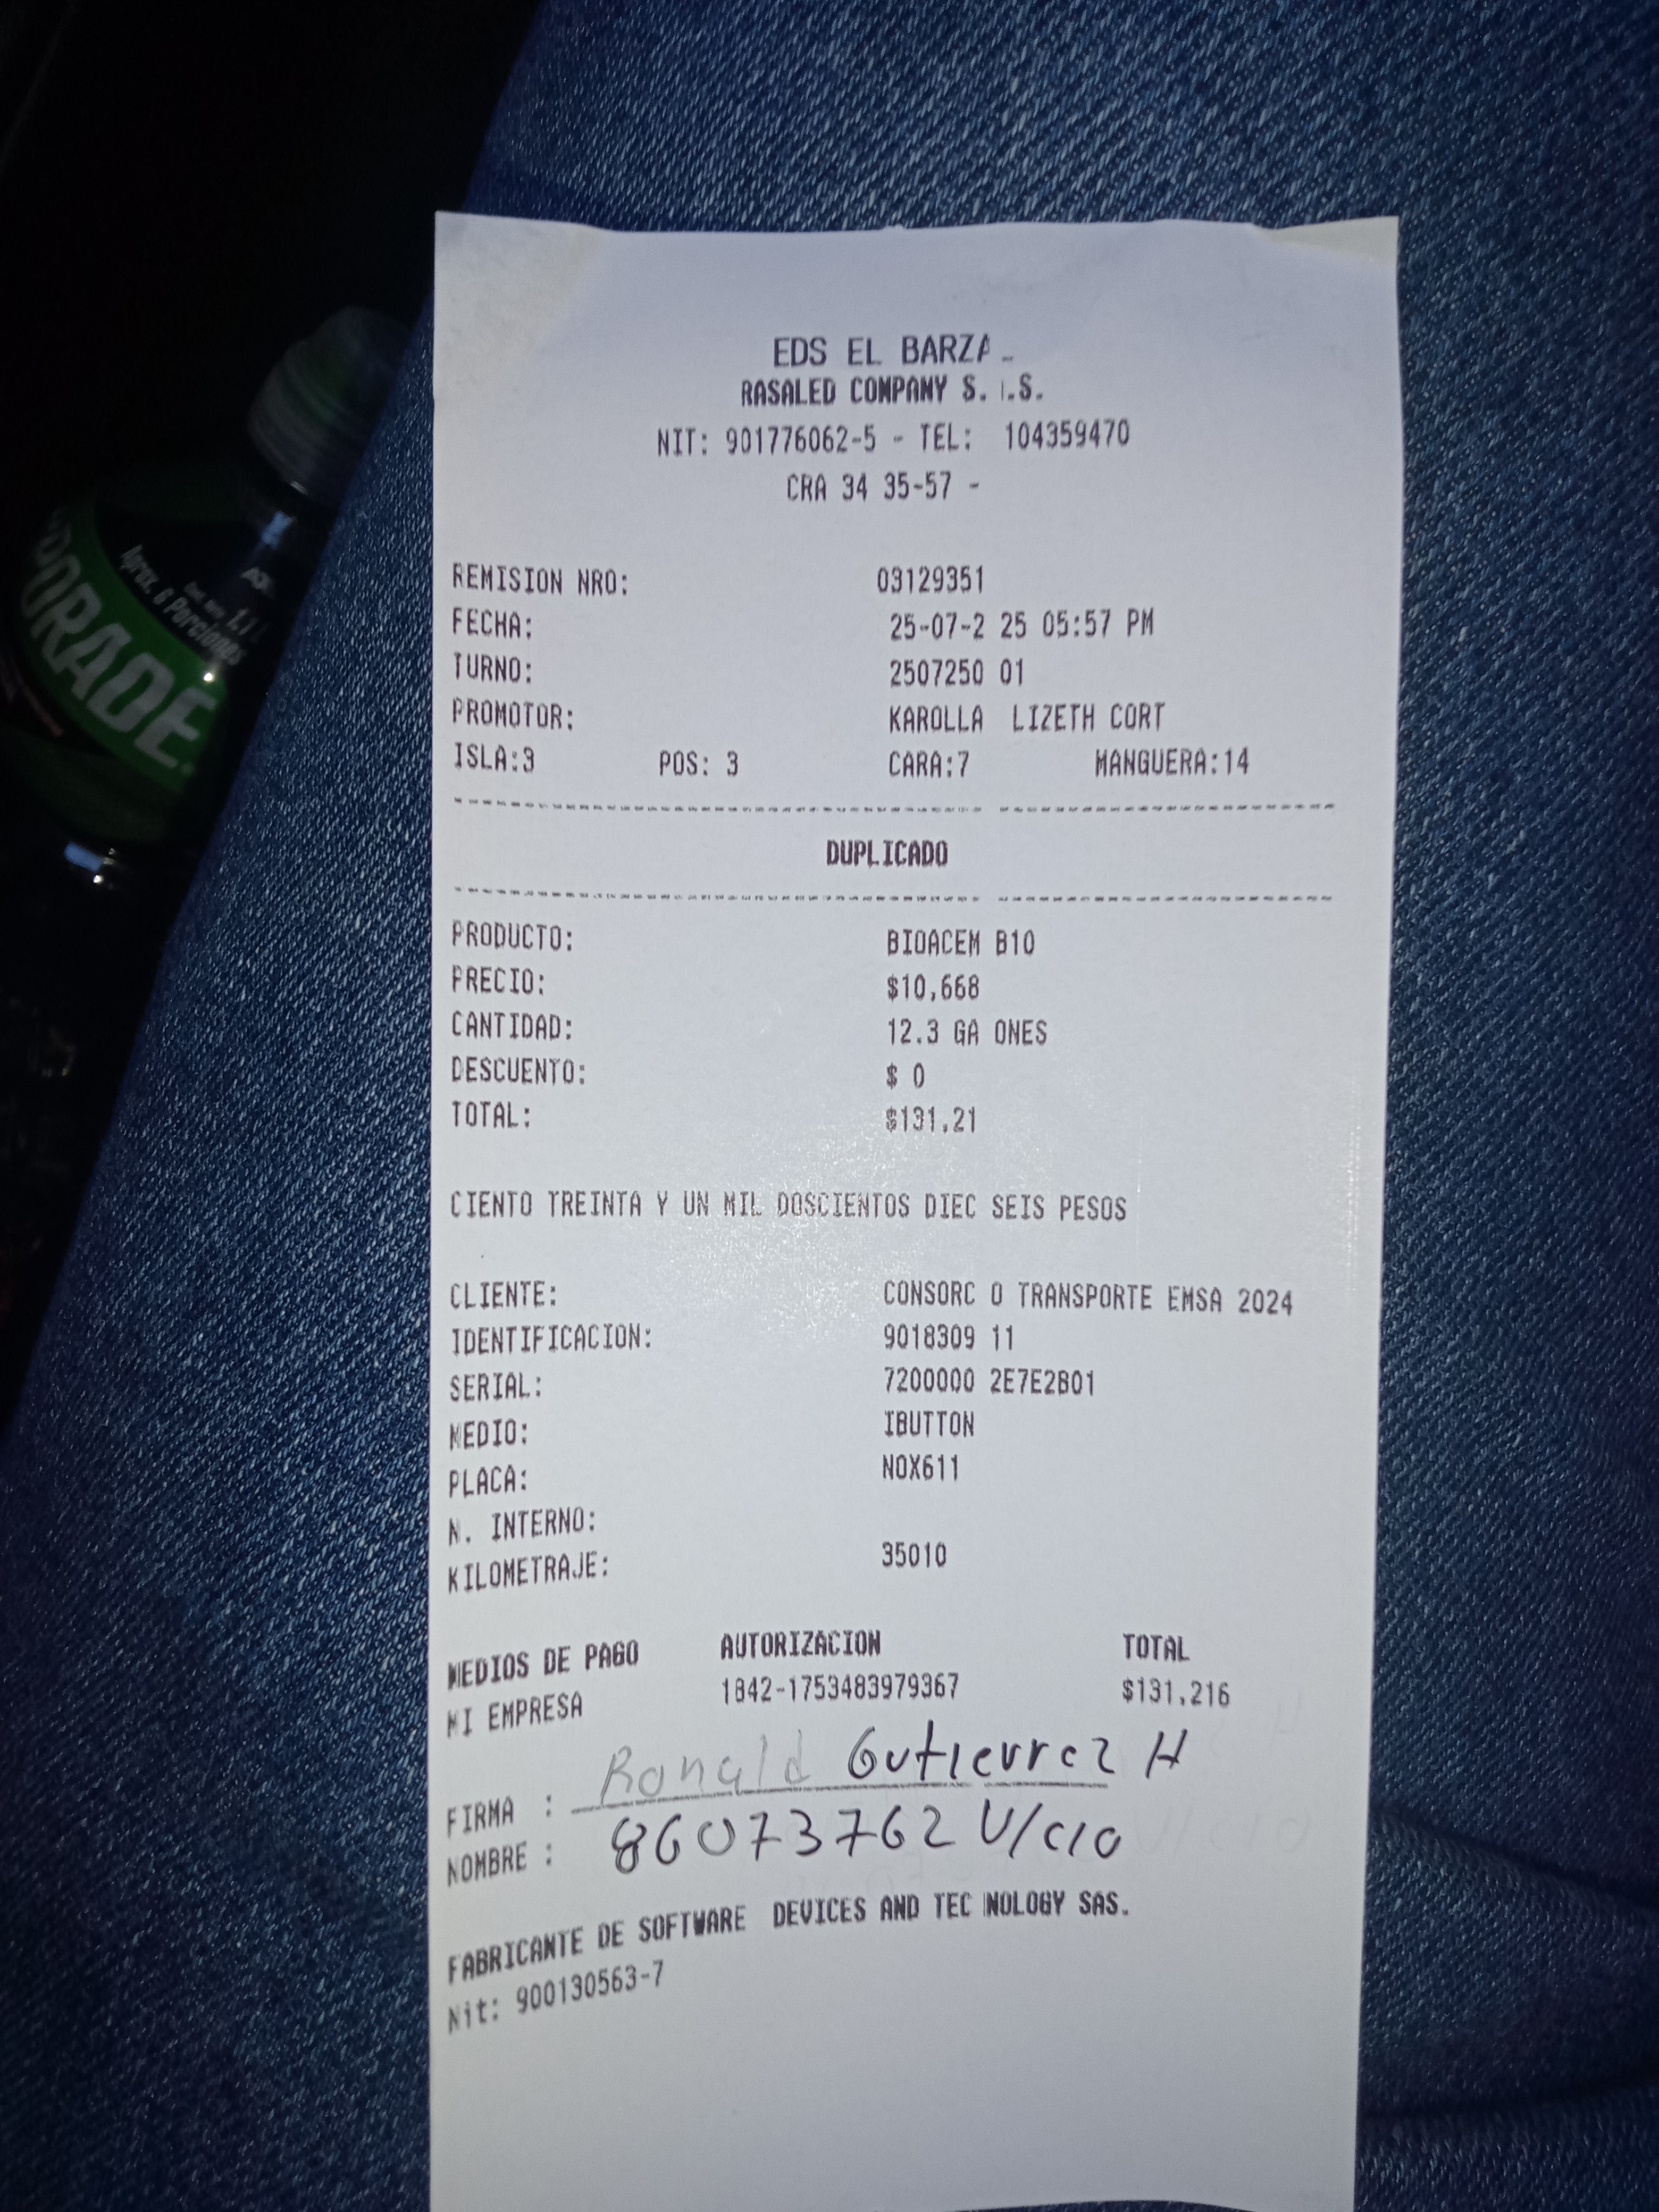 EDS EL BARZA
RASALED COMPANY S. .S.
NIT: 901776062-5 - TEL: 104359470
CRA 34 35-57 -
REMISION NRO: 03129351
FECHA: 25-07-2 25 05:57 PM
TURNO: 2507250 01
PROMOTOR: KAROLLA LIZETH CORT
ISLA:3 POS: 3 CARA:7 MANGUERA:14
DUPLICADO
PRODUCTO: BIOACEM B10
PRECIO: $10,668
CANTIDAD: 12.3 GA ONES
DESCUENTO: $ 0
TOTAL: $131,21
CIENTO TREINTA Y UN MIL DOSCIENTOS DIEC SEIS PESOS
CLIENTE: CONSORC O TRANSPORTE EMSA 2024
IDENTIFICACION: 9018309 11
SERIAL: 7200000 2E7E2B01
MEDIO: IBUTTON
PLACA: NOX611
N. INTERNO:
KILOMETRAJE: 35010
MEDIOS DE PAGO AUTORIZACION TOTAL
MI EMPRESA 1842-1753483979367 $131,216
FIRMA : Ronald Gutierrez H
NOMBRE : 86073762 V/cio
FABRICANTE DE SOFTWARE DEVICES AND TEC NOLOGY SAS.
Nit: 900130563-7
ORADE
Aprox. 6 Porciones